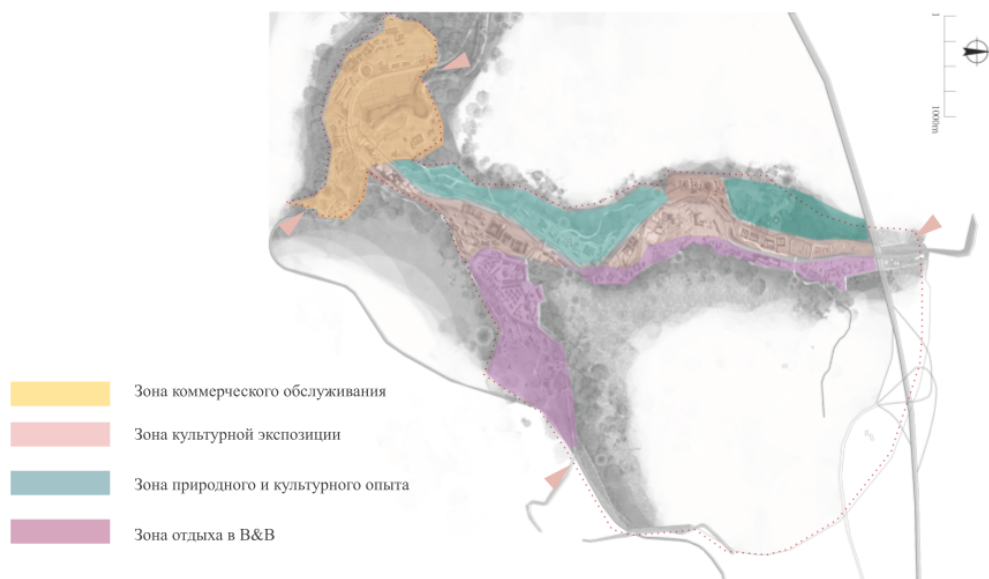 1000m
Зона коммерческого обслуживания
Зона культурной экспозиции
Зона природного и культурного опыта
Зона отдыха в B&B